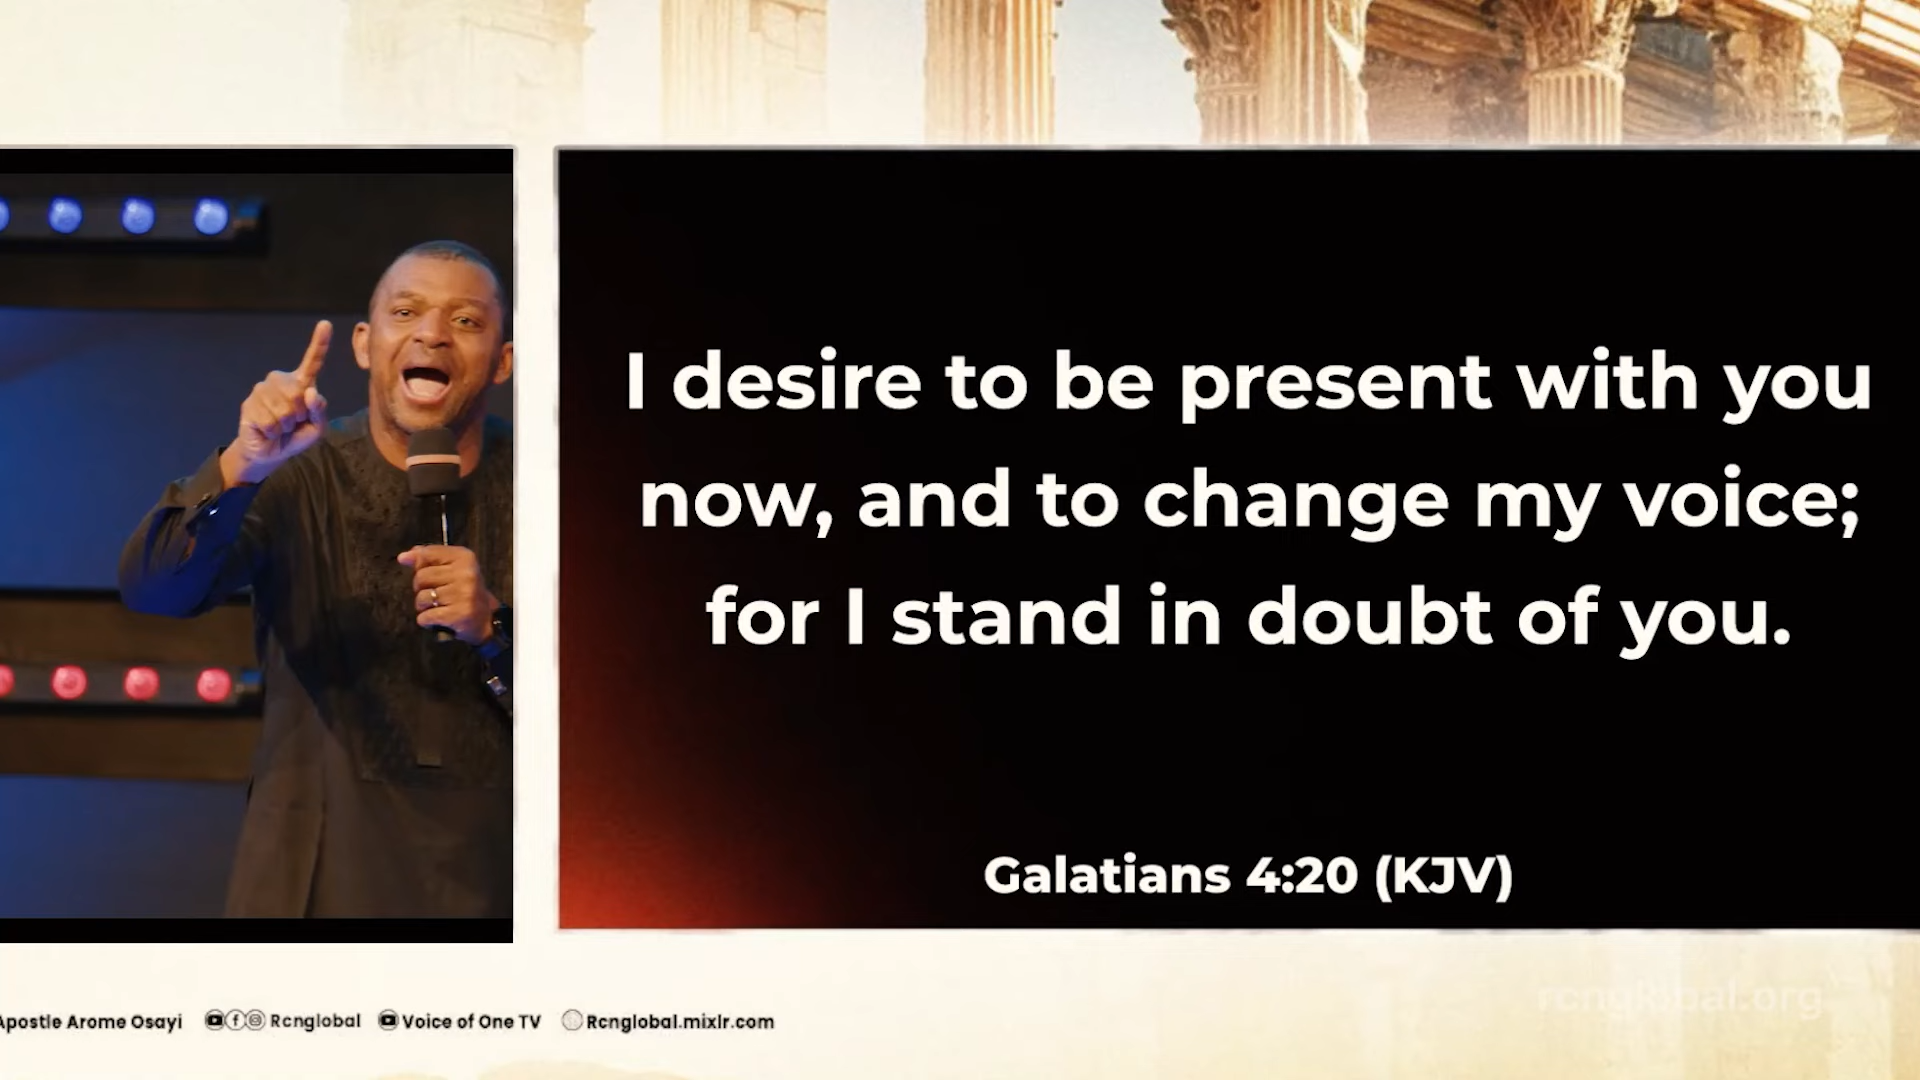 I desire to be present with you
now, and to change my voice;
for I stand in doubt of you.
Galatians 4:20 (KJV)
rcnglobal.org
Apostle Arome Osayi Rcnglobal Voice of One TV Rcnglobal.mixlr.com